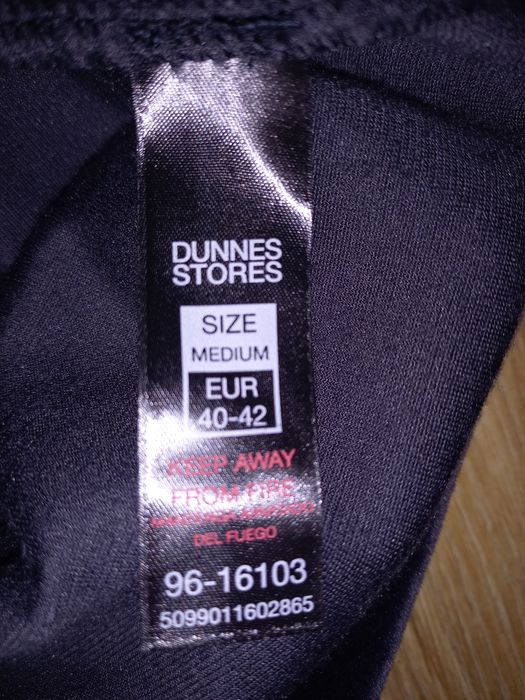 DUNNES
STORES
SIZE
MEDIUM
EUR
40-42
KEEP AWAY
FROM FIRE
DEL FUEGO
96-16103
5099011602865